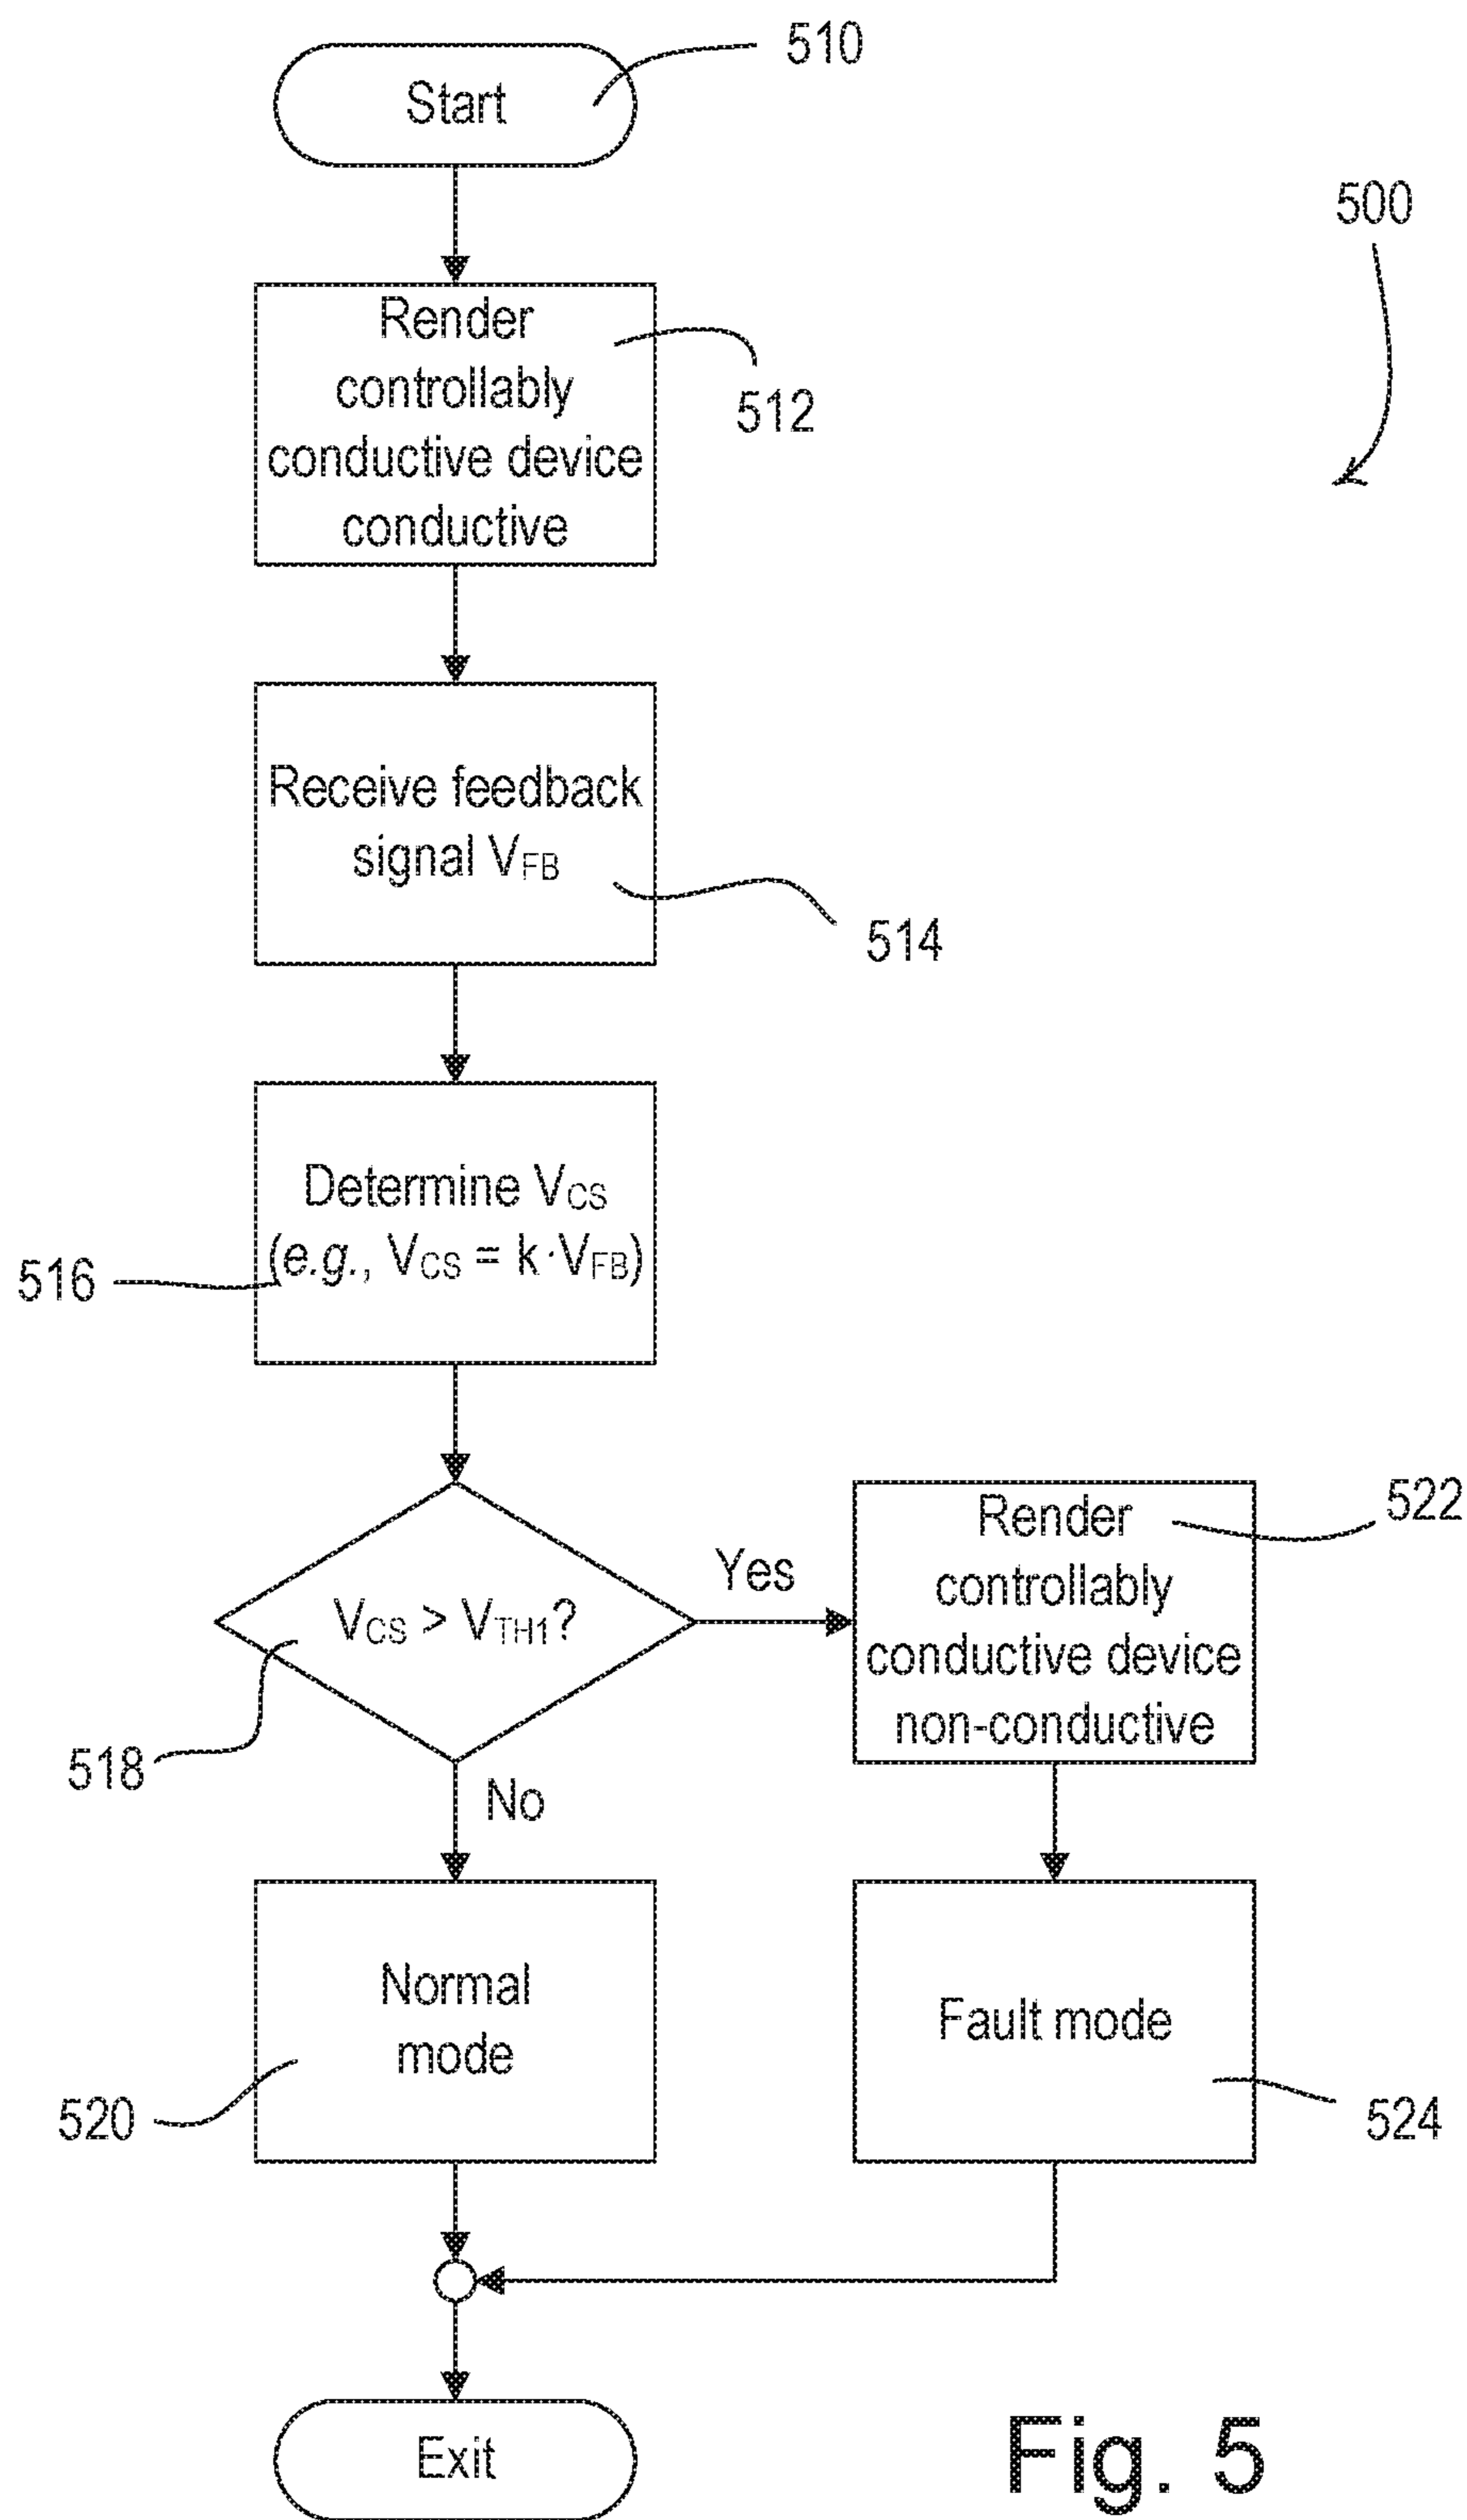 510
Start
500
Render
controllably
conductive device
conductive
512
Receive feedback
signal VFB
514
Determine VCS
(e.g., VCS = k·VFB)
516
VCS > VTH1?
518
Yes
No
Render
controllably
conductive device
non-conductive
522
Normal
mode
520
Fault mode
524
Exit
Fig. 5